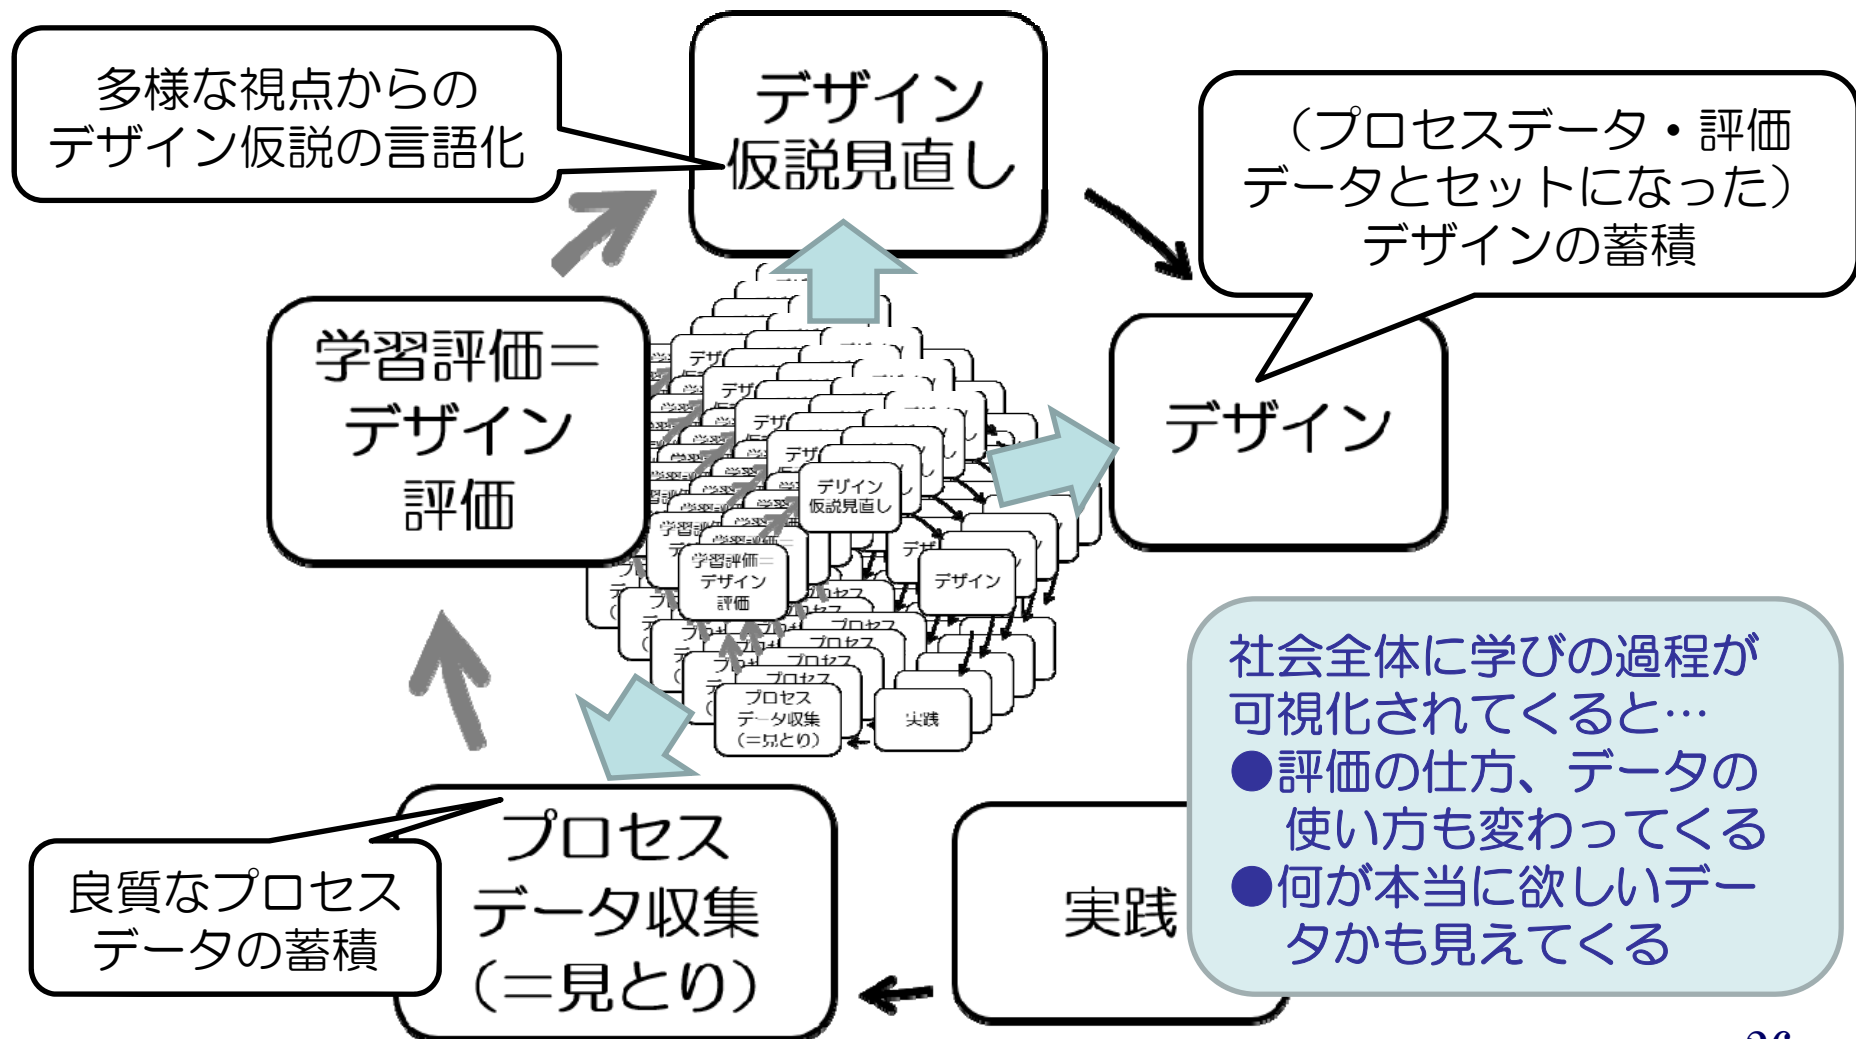 多様な視点からの
デザイン仮説の言語化
デザイン
仮説見直し
（プロセスデータ・評価
データとセットになった）
デザインの蓄積
学習評価＝
デザイン
評価
デザイン
デザイン
仮説見直し
学習評価＝
デザイン
評価
デザイン
プロセス
データ収集
（＝見とり）
実践
社会全体に学びの過程が
可視化されてくると…
●評価の仕方、データの
使い方も変わってくる
●何が本当に欲しいデー
タかも見えてくる
良質なプロセス
データの蓄積
プロセス
データ収集
（＝見とり）
実践